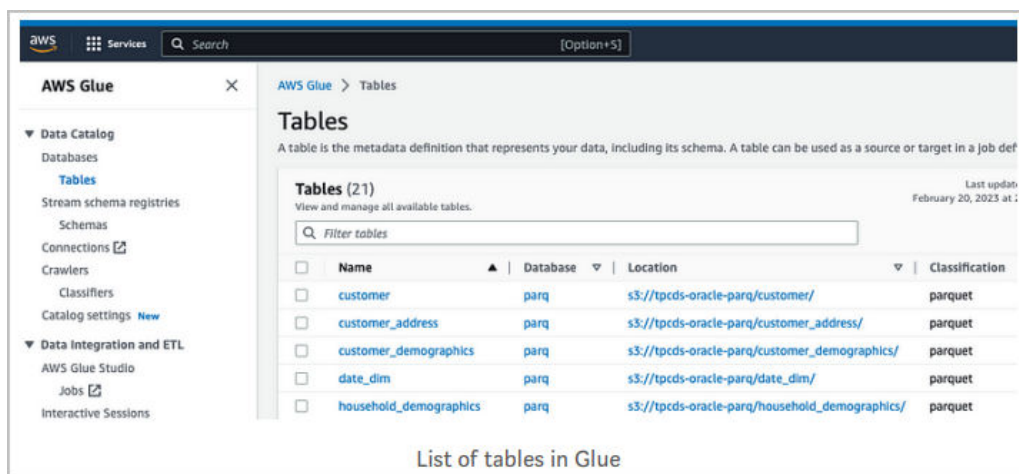 aws
Services
Search
[Option+S]
AWS Glue
Data Catalog
Databases
Tables
Stream schema registries
Schemas
Connections
Crawlers
Classifiers
Catalog settings New
Data Integration and ETL
AWS Glue Studio
Jobs
Interactive Sessions
AWS Glue > Tables
Tables
A table is the metadata definition that represents your data, including its schema. A table can be used as a source or target in a job def
Tables (21)
View and manage all available tables.
Last update
February 20, 2023 at
Filter tables
Name Database Location Classification
customer parq s3://tpcds-oracle-parq/customer/ parquet
customer_address parq s3://tpcds-oracle-parq/customer_address/ parquet
customer_demographics parq s3://tpcds-oracle-parq/customer_demographics/ parquet
date_dim parq s3://tpcds-oracle-parq/date_dim/ parquet
household_demographics parq s3://tpcds-oracle-parq/household_demographics/ parquet
List of tables in Glue